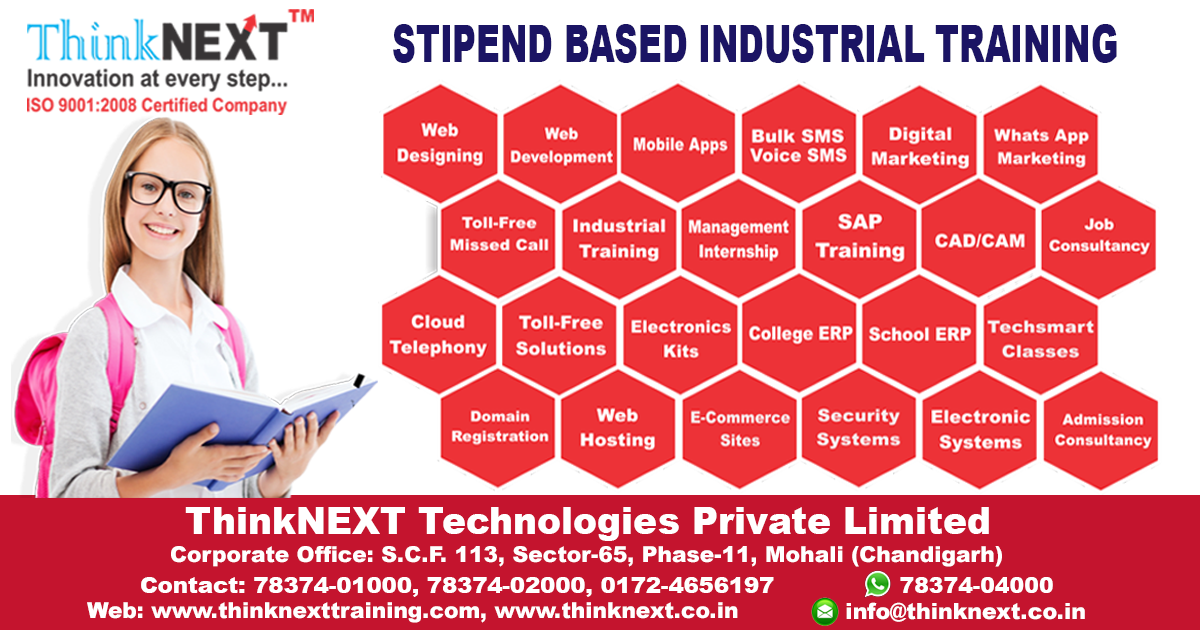 ThinkNEXT™
Innovation at every step...
ISO 9001:2008 Certified Company
STIPEND BASED INDUSTRIAL TRAINING
Web
Designing
Web
Development
Mobile Apps
Bulk SMS
Voice SMS
Digital
Marketing
Whats App
Marketing
Toll-Free
Missed Call
Industrial
Training
Management
Internship
SAP
Training
CAD/CAM
Job
Consultancy
Cloud
Telephony
Toll-Free
Solutions
Electronics
Kits
College ERP
School ERP
Techsmart
Classes
Domain
Registration
Web
Hosting
E-Commerce
Sites
Security
Systems
Electronic
Systems
Admission
Consultancy
ThinkNEXT Technologies Private Limited
Corporate Office: S.C.F. 113, Sector-65, Phase-11, Mohali (Chandigarh)
Contact: 78374-01000, 78374-02000, 0172-4656197 78374-04000
Web: www.thinknexttraining.com, www.thinknext.co.in info@thinknext.co.in